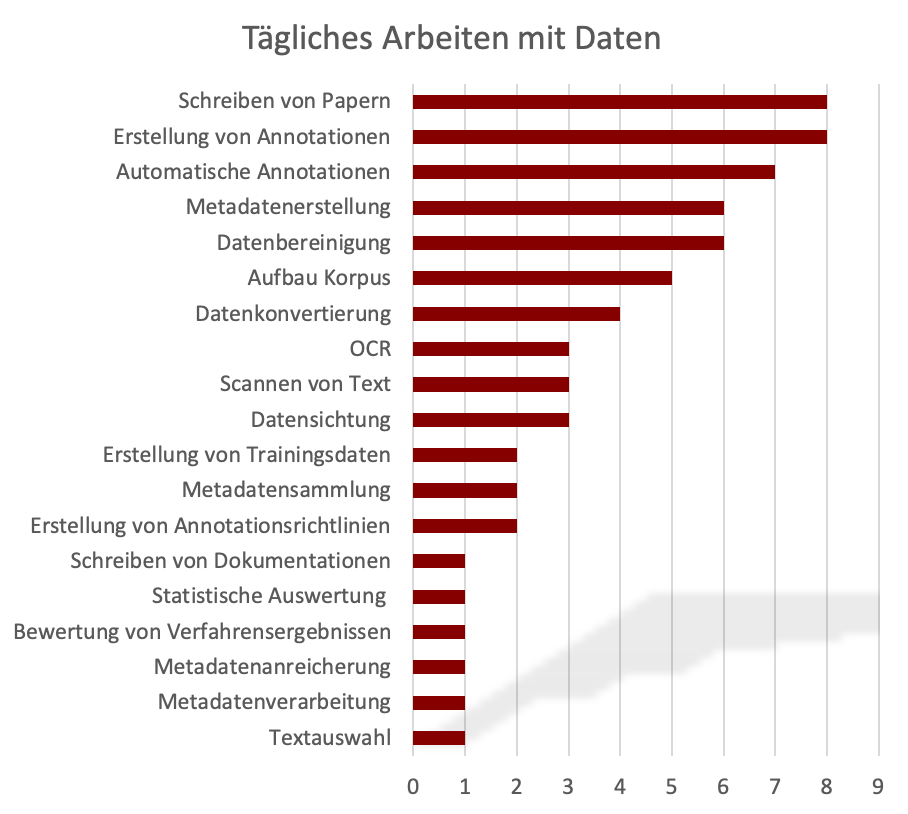 Tägliches Arbeiten mit Daten
Schreiben von Papern
Erstellung von Annotationen
Automatische Annotationen
Metadatenerstellung
Datenbereinigung
Aufbau Korpus
Datenkonvertierung
OCR
Scannen von Text
Datensichtung
Erstellung von Trainingsdaten
Metadatensammlung
Erstellung von Annotationsrichtlinien
Schreiben von Dokumentationen
Statistische Auswertung
Bewertung von Verfahrensergebnissen
Metadatenanreicherung
Metadatenverarbeitung
Textauswahl
0 1 2 3 4 5 6 7 8 9